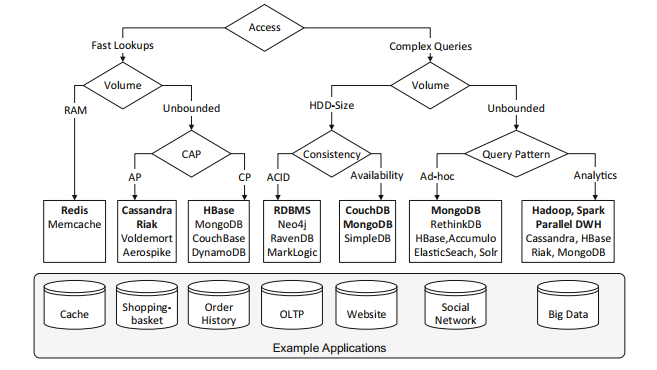 Access
Fast Lookups
Complex Queries
Volume
Volume
RAM
Unbounded
HDD-Size
Unbounded
CAP
Consistency
Query Pattern
AP
CP
ACID
Availability
Ad-hoc
Analytics
Redis
Memcache
Cassandra
Riak
Voldemort
Aerospike
HBase
MongoDB
CouchBase
DynamoDB
RDBMS
Neo4j
RavenDB
MarkLogic
CouchDB
MongoDB
SimpleDB
MongoDB
RethinkDB
HBase,Accumulo
ElasticSeach, Solr
Hadoop, Spark
Parallel DWH
Cassandra, HBase
Riak, MongoDB
Cache
Shopping-
basket
Order
History
OLTP
Website
Social
Network
Big Data
Example Applications